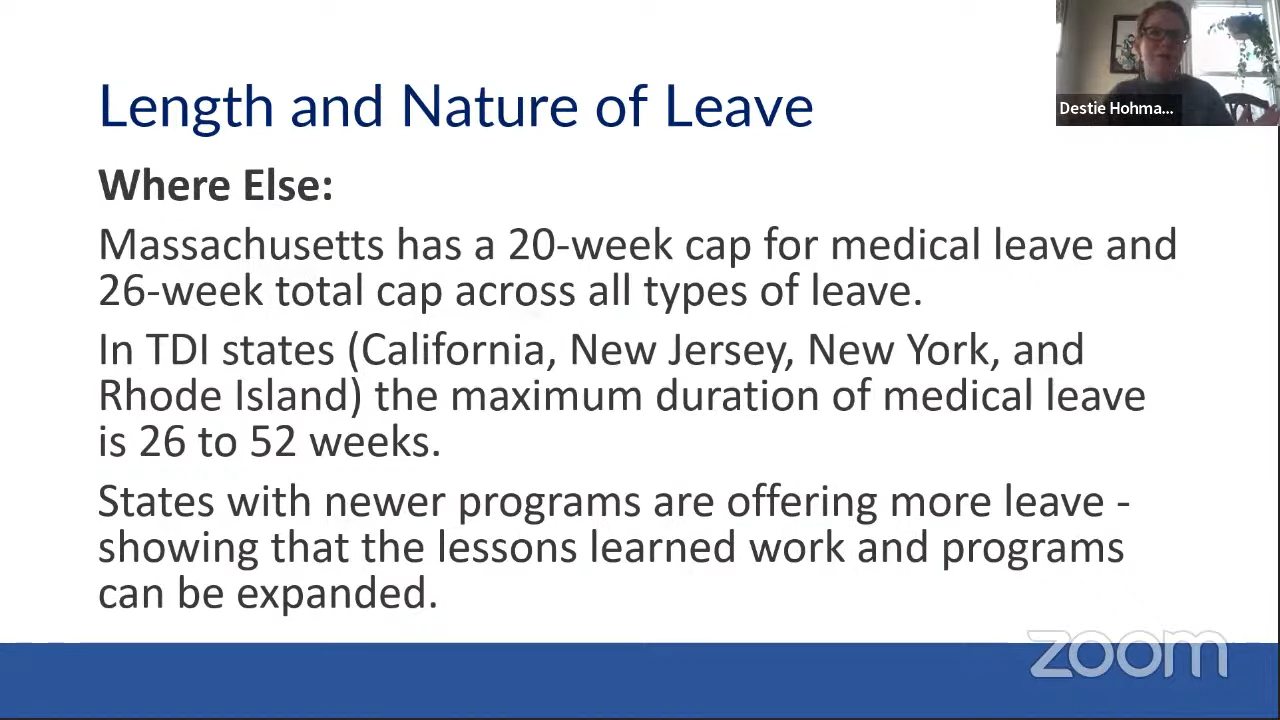 Length and Nature of Leave
Destie Hohma...
Where Else:
Massachusetts has a 20-week cap for medical leave and
26-week total cap across all types of leave.
In TDI states (California, New Jersey, New York, and
Rhode Island) the maximum duration of medical leave
is 26 to 52 weeks.
States with newer programs are offering more leave -
showing that the lessons learned work and programs
can be expanded.
zoom